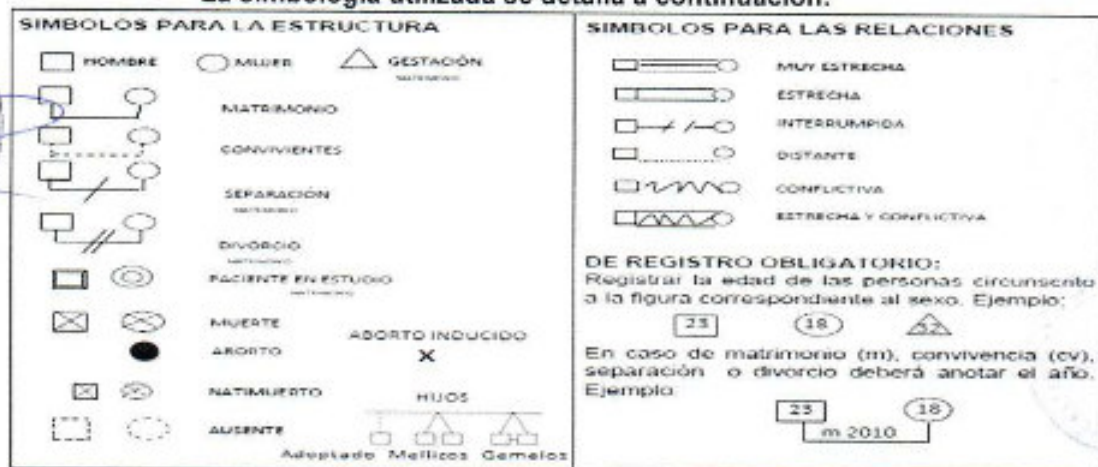 La simbología utilizada se detalla a continuación:
SIMBOLOS PARA LA ESTRUCTURA
HOMBRE MUJER GESTACIÓN
MATRIMONIO
MATRIMONIO
CONVIVIENTES
SEPARACIÓN
MATRIMONIO
DIVORCIO
MATRIMONIO
PACIENTE EN ESTUDIO
MATRIMONIO
MUERTE
ABORTO INDUCIDO
ABORTO X
NATIMUERTO
HIJOS
AUSENTE
Adoptado Mellizos Gemelos
SIMBOLOS PARA LAS RELACIONES
MUY ESTRECHA
ESTRECHA
INTERRUMPIDA
DISTANTE
CONFLICTIVA
ESTRECHA Y CONFLICTIVA
DE REGISTRO OBLIGATORIO:
Registrar la edad de las personas circunscrito
a la figura correspondiente al sexo. Ejemplo:
23 18
En caso de matrimonio (m), convivencia (cv),
separación o divorcio deberá anotar el año.
Ejemplo:
23 18
m 2010